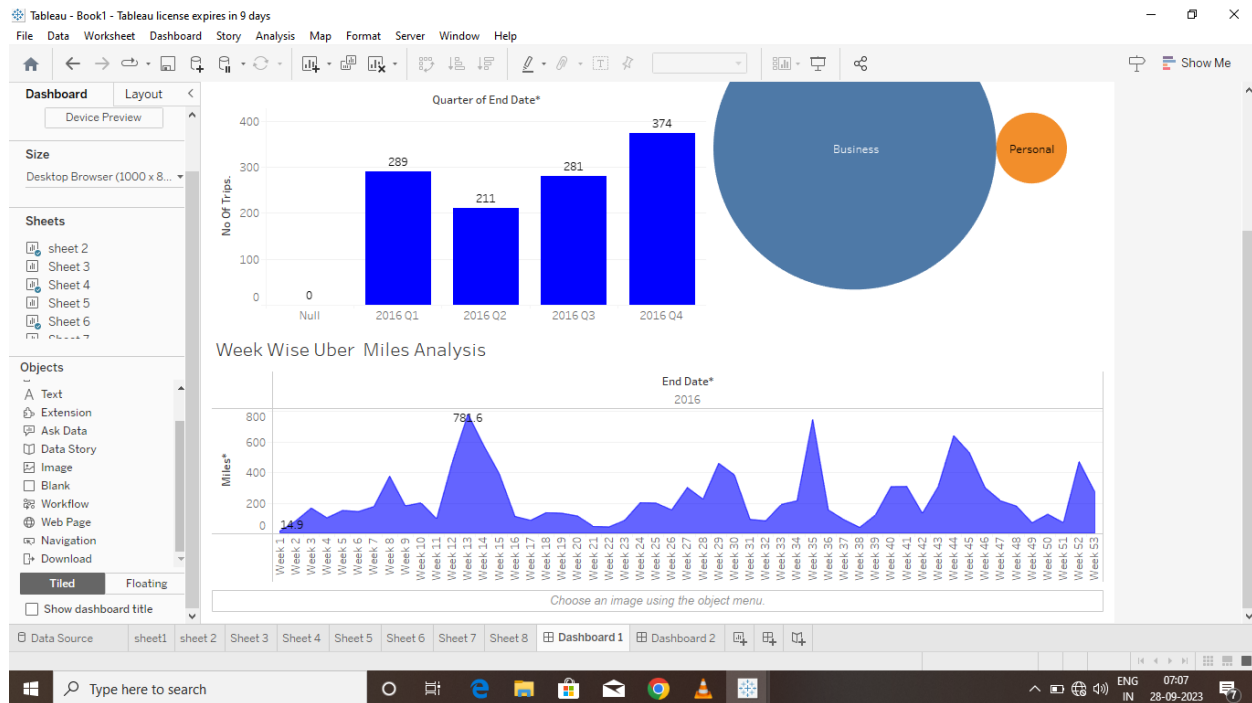 Tableau - Book1 - Tableau license expires in 9 days
File Data Worksheet Dashboard Story Analysis Map Format Server Window Help
Show Me
Dashboard Layout
Device Preview
Size
Desktop Browser (1000 x 8...
Sheets
sheet 2
Sheet 3
Sheet 4
Sheet 5
Sheet 6
Sheet 7
Objects
Text
Extension
Ask Data
Data Story
Image
Blank
Workflow
Web Page
Navigation
Download
Tiled Floating
Show dashboard title
Quarter of End Date*
No Of Trips.
400
300
200
100
0
0
289
211
281
374
Null 2016 Q1 2016 Q2 2016 Q3 2016 Q4
Business
Personal
Week Wise Uber Miles Analysis
End Date*
2016
Miles*
800
600
400
200
0
14.9
781.6
Week 1
Week 2
Week 3
Week 4
Week 5
Week 6
Week 7
Week 8
Week 9
Week 10
Week 11
Week 12
Week 13
Week 14
Week 15
Week 16
Week 17
Week 18
Week 19
Week 20
Week 21
Week 22
Week 23
Week 24
Week 25
Week 26
Week 27
Week 28
Week 29
Week 30
Week 31
Week 32
Week 33
Week 34
Week 35
Week 36
Week 37
Week 38
Week 39
Week 40
Week 41
Week 42
Week 43
Week 44
Week 45
Week 46
Week 47
Week 48
Week 49
Week 50
Week 51
Week 52
Week 53
Choose an image using the object menu.
Data Source sheet1 sheet 2 Sheet 3 Sheet 4 Sheet 5 Sheet 6 Sheet 7 Sheet 8 Dashboard 1 Dashboard 2
Type here to search
ENG
IN
07:07
28-09-2023
7